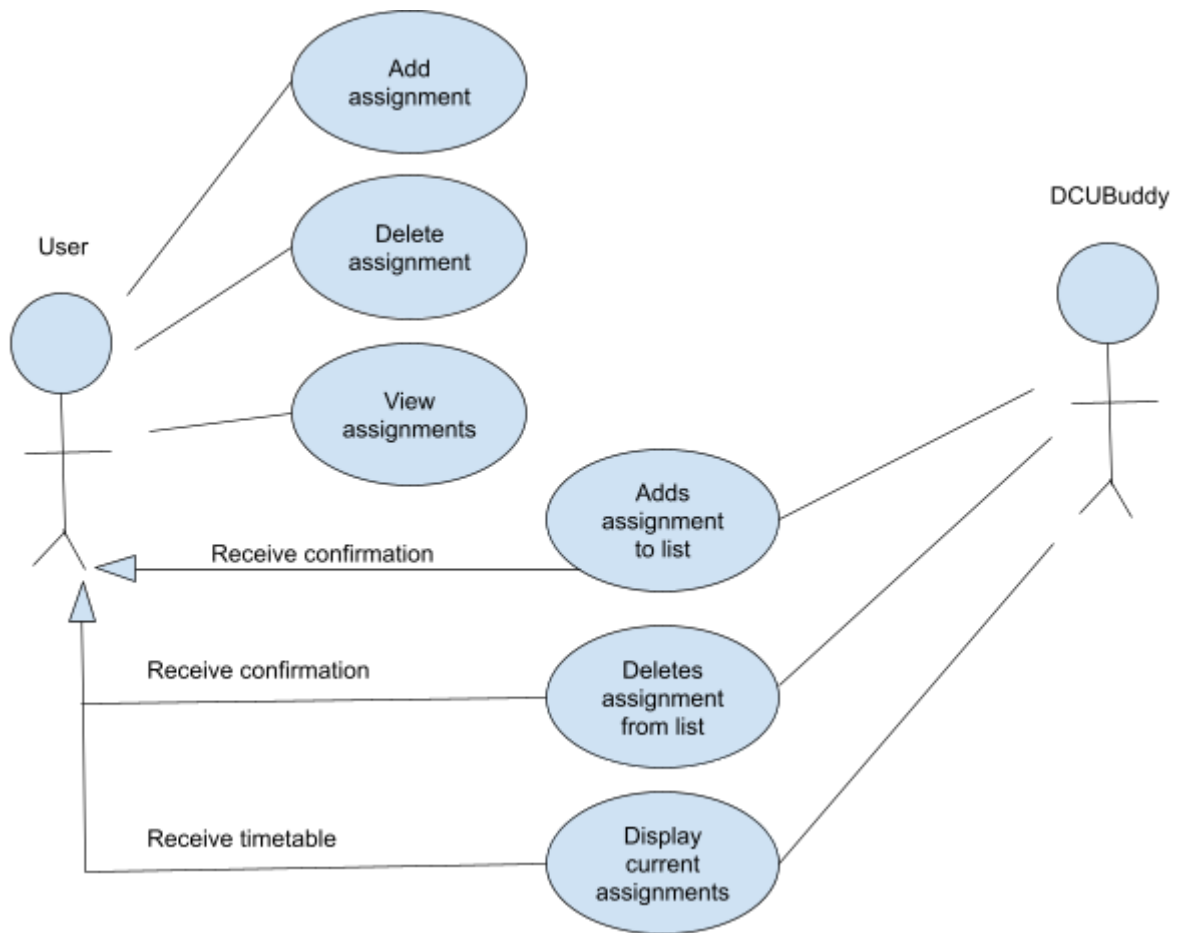 Add
assignment
DCUBuddy
User
Delete
assignment
View
assignments
Adds
assignment
to list
Receive confirmation
Receive confirmation
Deletes
assignment
from list
Receive timetable
Display
current
assignments